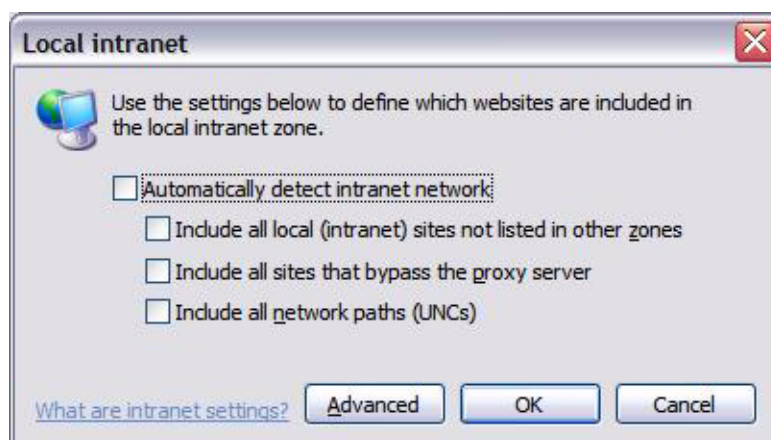 Local intranet
Use the settings below to define which websites are included in
the local intranet zone.
Automatically detect intranet network
Include all local (intranet) sites not listed in other zones
Include all sites that bypass the proxy server
Include all network paths (UNCs)
What are intranet settings? Advanced OK Cancel